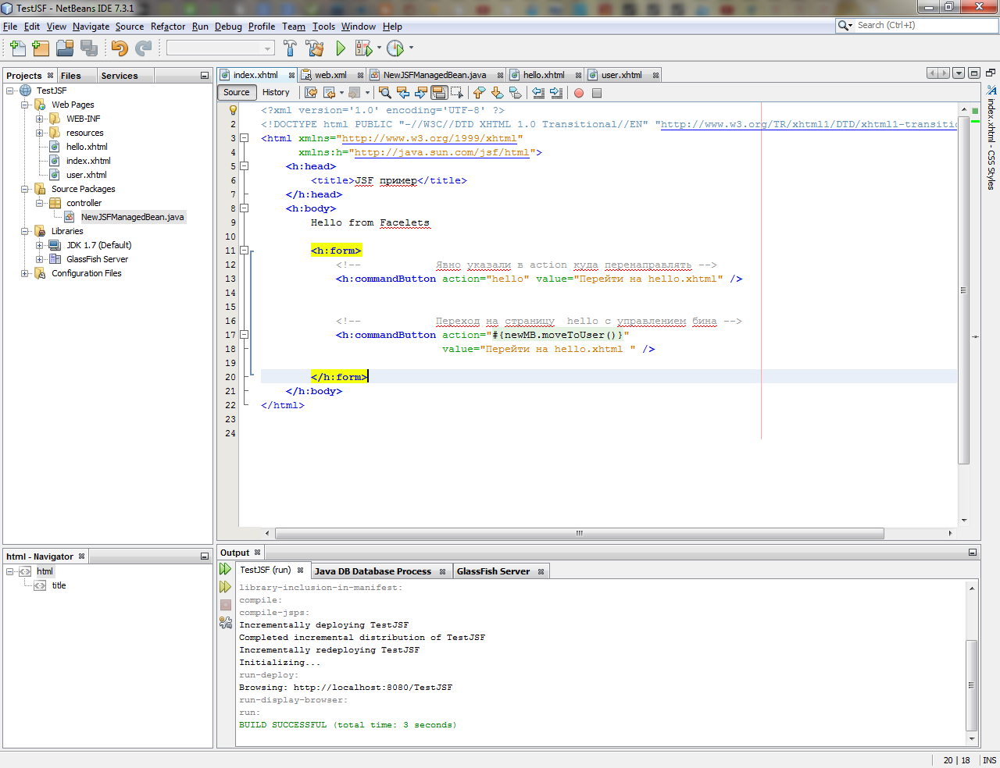 TestJSF - NetBeans IDE 7.3.1
File Edit View Navigate Source Refactor Run Debug Profile Team Tools Window Help
Search (Ctrl+I)
Projects Files Services
TestJSF
Web Pages
WEB-INF
resources
hello.xhtml
index.xhtml
user.xhtml
Source Packages
controller
NewJSFManagedBean.java
Libraries
JDK 1.7 (Default)
GlassFish Server
Configuration Files
html - Navigator
html
title
index.xhtml web.xml NewJSFManagedBean.java hello.xhtml user.xhtml
Source History
<?xml version='1.0' encoding='UTF-8' ?>
2 <!DOCTYPE html PUBLIC "-//W3C//DTD XHTML 1.0 Transitional//EN" "http://www.w3.org/TR/xhtml1/DTD/xhtml1-transitio
3 <html xmlns="http://www.w3.org/1999/xhtml"
4 xmlns:h="http://java.sun.com/jsf/html">
5 <h:head>
6 <title>JSF пример</title>
7 </h:head>
8 <h:body>
9 Hello from Facelets
10
11 <h:form>
12 <!-- Явно указали в action куда перенаправлять -->
13 <h:commandButton action="hello" value="Перейти на hello.xhtml" />
14
15
16 <!-- Переход на страницу  hello с управлением бина -->
17 <h:commandButton action="#{newMB.moveToUser()}"
18 value="Перейти на hello.xhtml " />
19
20 </h:form>
21 </h:body>
22 </html>
23
24
index.xhtml - CSS Styles
Output
TestJSF (run) Java DB Database Process GlassFish Server
library-inclusion-in-manifest:
compile:
compile-jsps:
Incrementally deploying TestJSF
Completed incremental distribution of TestJSF
Incrementally redeploying TestJSF
Initializing...
run-deploy:
Browsing: http://localhost:8080/TestJSF
run-display-browser:
run:
BUILD SUCCESSFUL (total time: 3 seconds)
20 | 18 INS